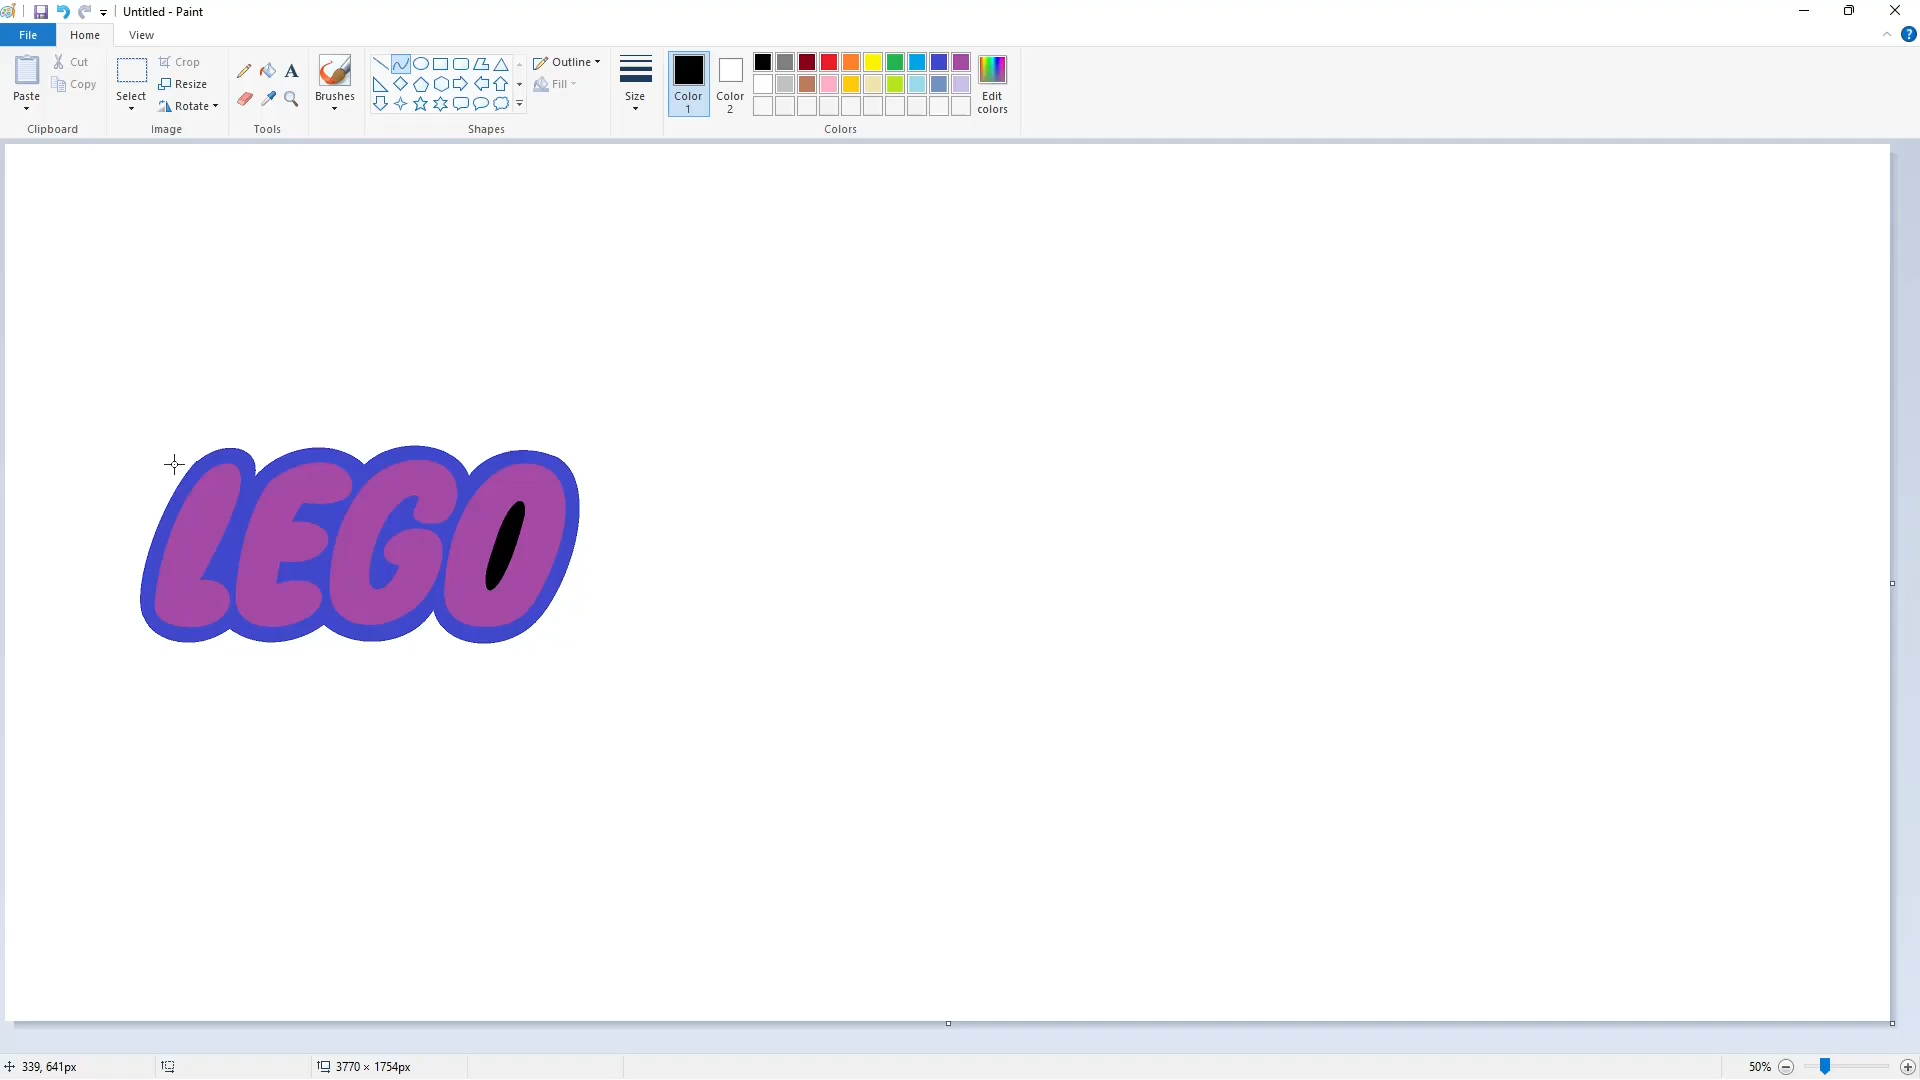 Untitled - Paint
File Home View
Paste
Cut
Copy
Clipboard
Select
Crop
Resize
Rotate
Image
Tools
Brushes
Shapes
Outline
Fill
Size
Color 1
Color 2
Edit colors
Colors
LEGO
339, 641px
3770 × 1754px
50%